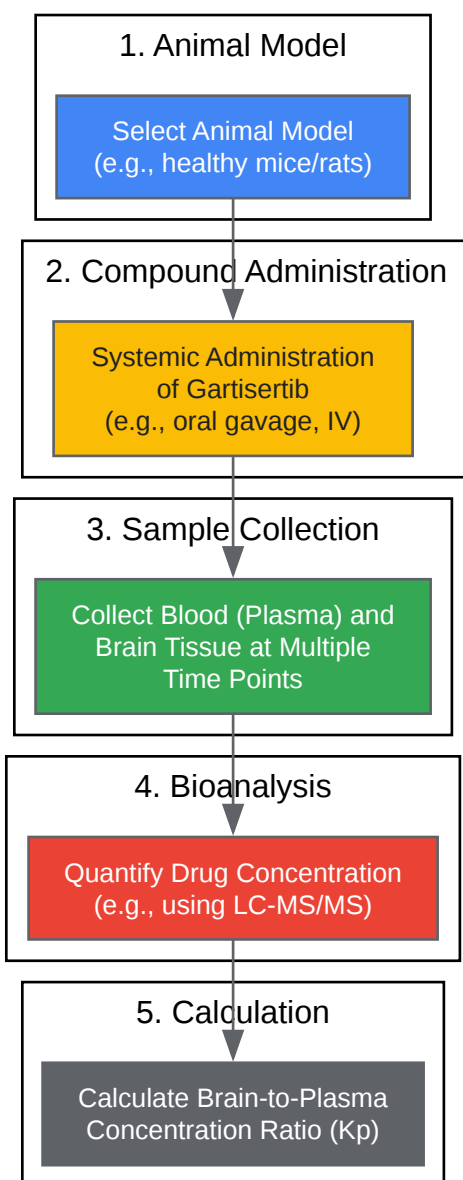 1. Animal Model
Select Animal Model
(e.g., healthy mice/rats)
2. Compound Administration
Systemic Administration
of Gartisertib
(e.g., oral gavage, IV)
3. Sample Collection
Collect Blood (Plasma) and
Brain Tissue at Multiple
Time Points
4. Bioanalysis
Quantify Drug Concentration
(e.g., using LC-MS/MS)
5. Calculation
Calculate Brain-to-Plasma
Concentration Ratio (Kp)